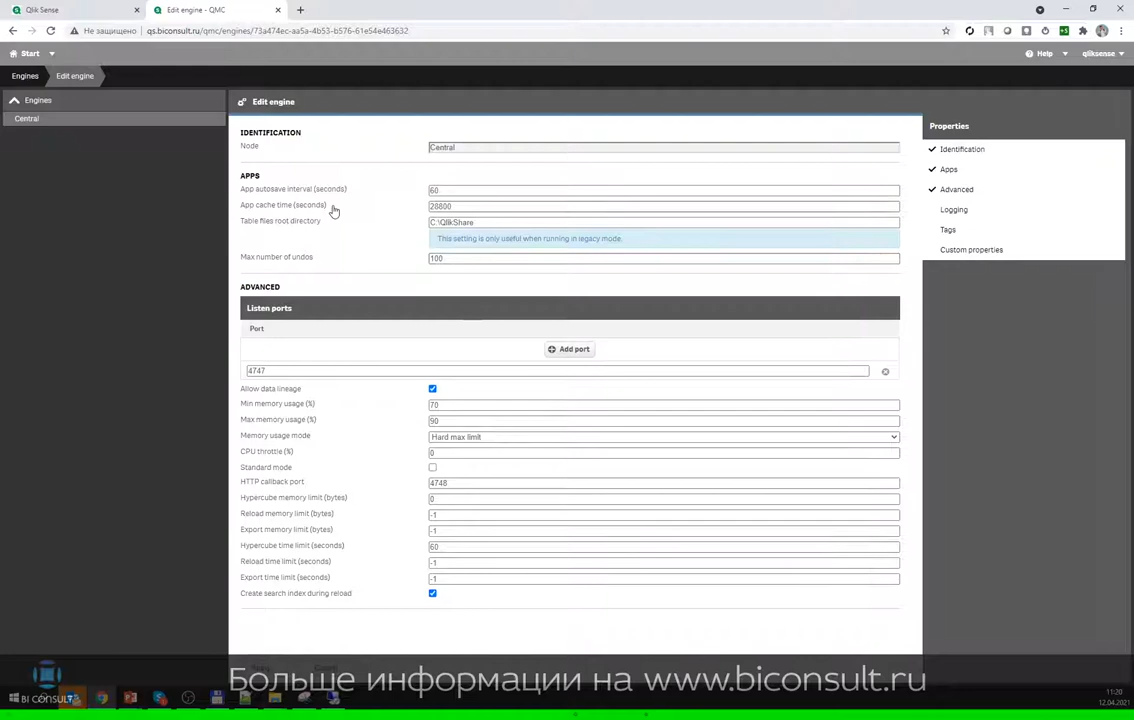 Qlik Sense
Edit engine - QMC
Не защищено
qs.biconsult.ru/qmc/engines/73a474ec-aa5a-4b53-b576-61e54e463632
Start
Help
qliksense
Engines
Edit engine
Engines
Central
Edit engine
IDENTIFICATION
Node
Central
APPS
App autosave interval (seconds)
60
App cache time (seconds)
28800
Table files root directory
C:\QlikShare
This setting is only useful when running in legacy mode.
Max number of undos
100
ADVANCED
Listen ports
Port
Add port
4747
Allow data lineage
Min memory usage (%)
70
Max memory usage (%)
90
Memory usage mode
Hard max limit
CPU throttle (%)
0
Standard mode
HTTP callback port
4748
Hypercube memory limit (bytes)
0
Reload memory limit (bytes)
-1
Export memory limit (bytes)
-1
Hypercube time limit (seconds)
60
Reload time limit (seconds)
-1
Export time limit (seconds)
-1
Create search index during reload
Properties
Identification
Apps
Advanced
Logging
Tags
Custom properties
Больше информации на www.biconsult.ru
BI CONSULT
11:20
12.04.2021